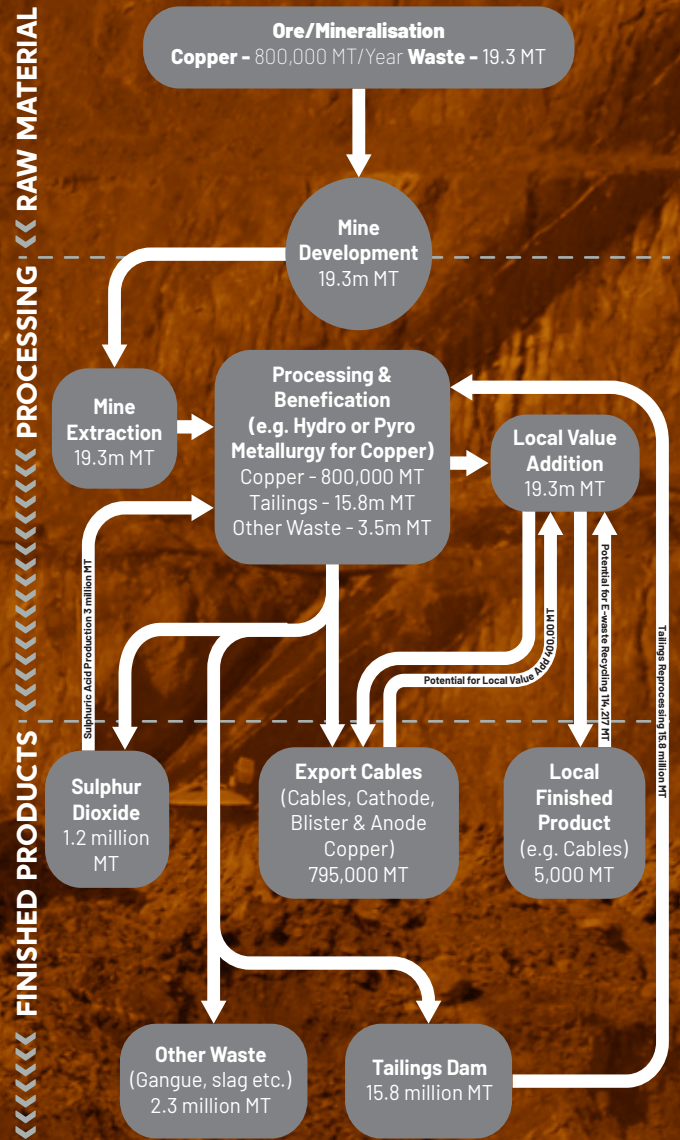 RAW MATERIAL
Ore/Mineralisation
Copper - 800,000 MT/Year Waste - 19.3 MT
Mine
Development
19.3m MT
PROCESSING
Mine
Extraction
19.3m MT
Processing &
Benefication
(e.g. Hydro or Pyro
Metallurgy for Copper)
Copper - 800,000 MT
Tailings - 15.8m MT
Other Waste - 3.5m MT
Local Value
Addition
19.3m MT
Sulphuric Acid Production 3 million MT
Potential for Local Value Add 400,00 MT
Potential for E-waste Recycling 114,217 MT
Tailings Reprocessing 15.8 million MT
FINISHED PRODUCTS
Sulphur
Dioxide
1.2 million
MT
Export Cables
(Cables, Cathode,
Blister & Anode
Copper)
795,000 MT
Local
Finished
Product
(e.g. Cables)
5,000 MT
Other Waste
(Gangue, slag etc.)
2.3 million MT
Tailings Dam
15.8 million MT